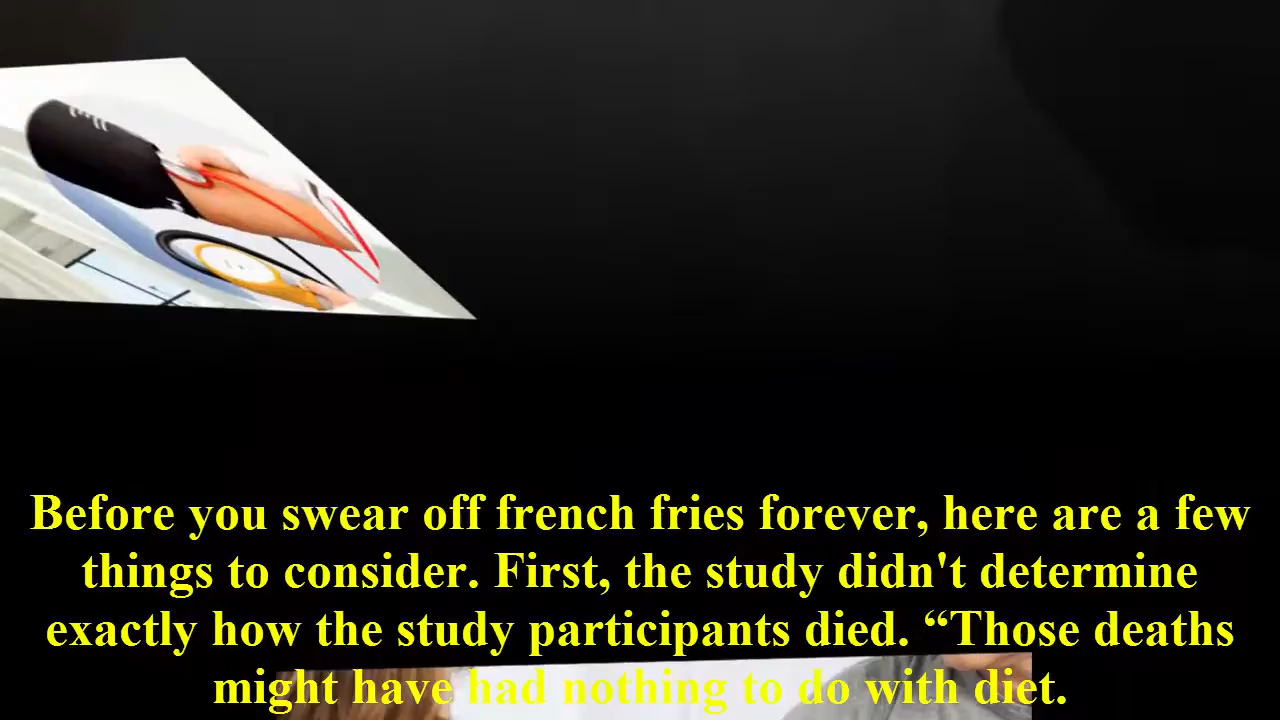 Before you swear off french fries forever, here are a few
things to consider. First, the study didn't determine
exactly how the study participants died. “Those deaths
might have had nothing to do with diet.